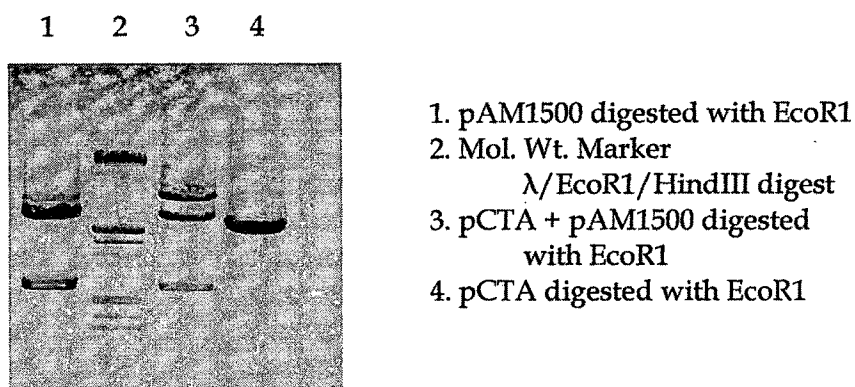 1 2 3 4
1. pAM1500 digested with EcoR1
2. Mol. Wt. Marker
λ/EcoR1/HindIII digest
3. pCTA + pAM1500 digested
with EcoR1
4. pCTA digested with EcoR1